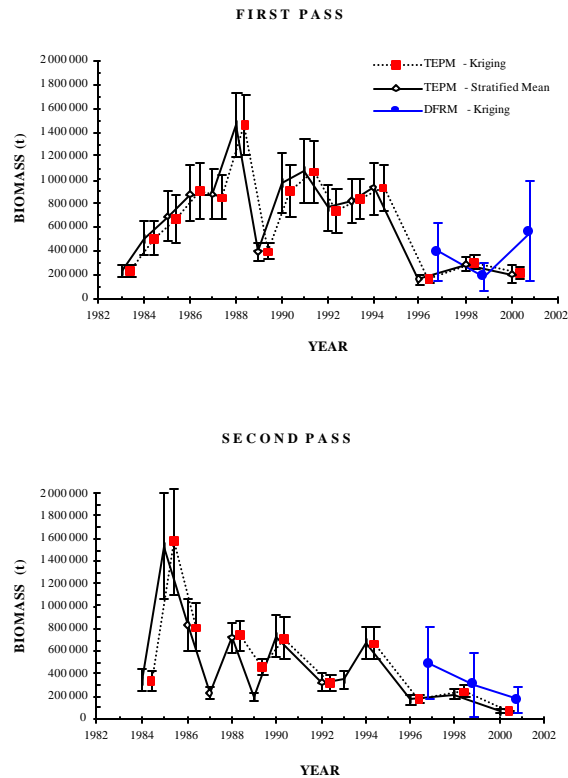 FIRST PASS
TEPM - Kriging
TEPM - Stratified Mean
DFRM - Kriging
BIOMASS (t)
2 000 000
1 800 000
1 600 000
1 400 000
1 200 000
1 000 000
800 000
600 000
400 000
200 000
0
1982 1984 1986 1988 1990 1992 1994 1996 1998 2000 2002
YEAR
SECOND PASS
BIOMASS (t)
2 000 000
1 800 000
1 600 000
1 400 000
1 200 000
1 000 000
800 000
600 000
400 000
200 000
0
1982 1984 1986 1988 1990 1992 1994 1996 1998 2000 2002
YEAR